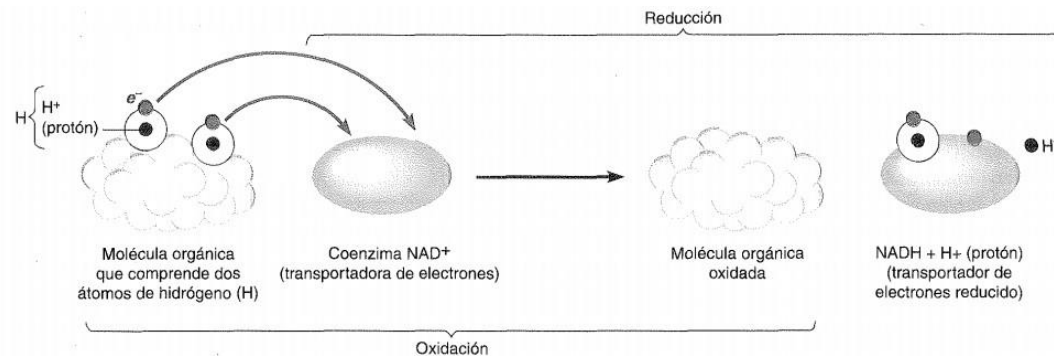 Reducción
e⁻
H
H⁺
(protón)
H
Molécula orgánica
que comprende dos
átomos de hidrógeno (H)
Coenzima NAD⁺
(transportadora de electrones)
Molécula orgánica
oxidada
NADH + H+ (protón)
(transportador de
electrones reducido)
Oxidación